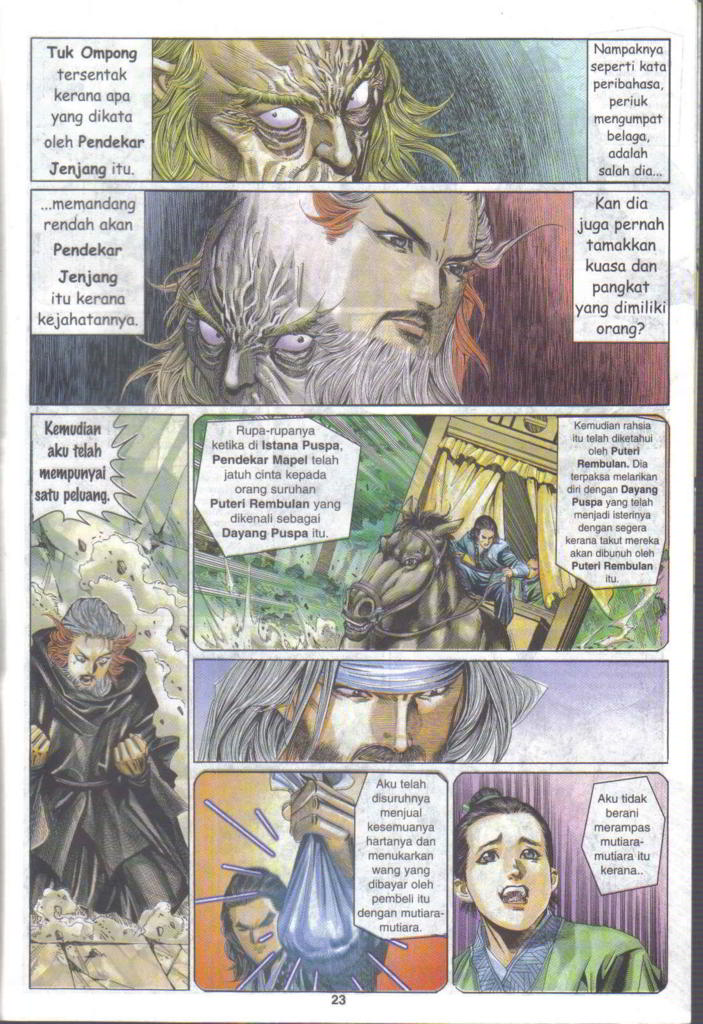 Tuk Ompong
tersentak
kerana apa
yang dikata
oleh Pendekar
Jenjang itu.
Nampaknya
seperti kata
peribahasa,
periuk
mengumpat
belaga,
adalah
salah dia...
...memandang
rendah akan
Pendekar
Jenjang
itu kerana
kejahatannya.
Kan dia
juga pernah
tamakkan
kuasa dan
pangkat
yang dimiliki
orang?
Kemudian
aku telah
mempunyai
satu peluang.
Rupa-rupanya
ketika di Istana Puspa,
Pendekar Mapel telah
jatuh cinta kepada
orang suruhan
Puteri Rembulan yang
dikenali sebagai
Dayang Puspa itu.
Kemudian rahsia
itu telah diketahui
oleh Puteri
Rembulan. Dia
terpaksa melarikan
diri dengan Dayang
Puspa yang telah
menjadi isterinya
dengan segera
kerana takut mereka
akan dibunuh oleh
Puteri Rembulan
itu.
Aku telah
disuruhnya
menjual
kesemuanya
hartanya dan
menukarkan
wang yang
dibayar oleh
pembeli itu
dengan mutiara-
mutiara.
Aku tidak
berani
merampas
mutiara-
mutiara itu
kerana..
23